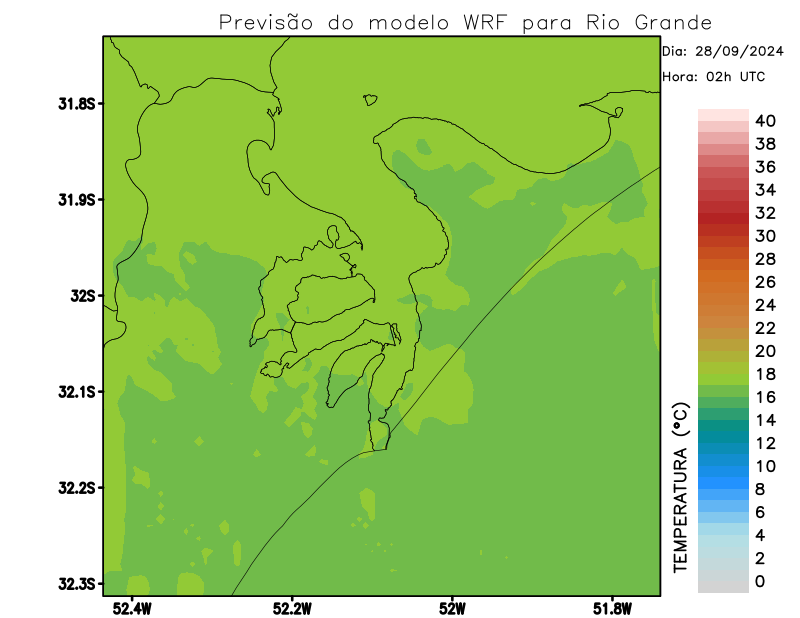 Previsão do modelo WRF para Rio Grande
Dia: 28/09/2024
Hora: 02h UTC
31.8S
31.9S
32S
32.1S
32.2S
32.3S
52.4W
52.2W
52W
51.8W
TEMPERATURA (°C)
40
38
36
34
32
30
28
26
24
22
20
18
16
14
12
10
8
6
4
2
0